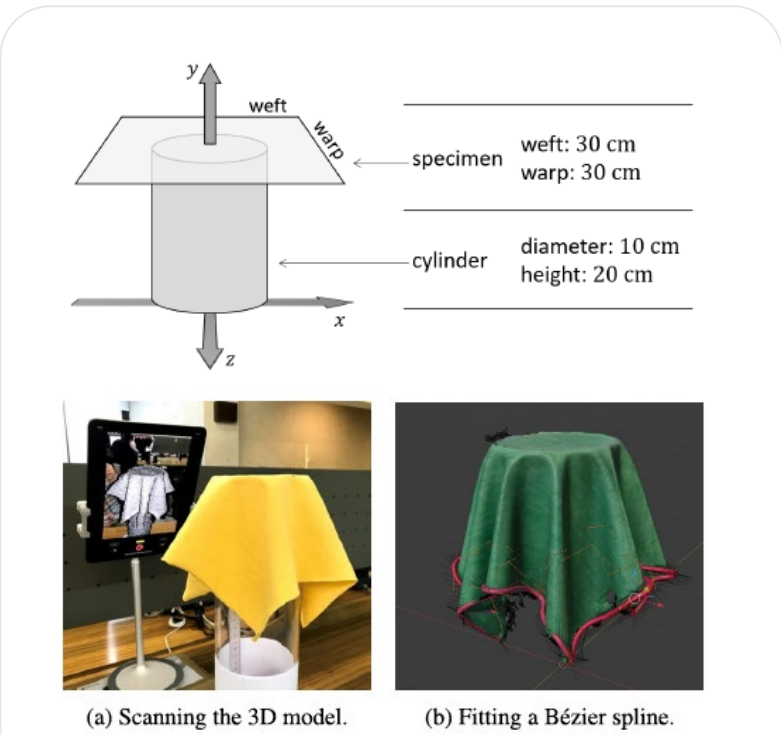 y
weft
warp
specimen
weft: 30 cm
warp: 30 cm
cylinder
diameter: 10 cm
height: 20 cm
x
z
(a) Scanning the 3D model.
(b) Fitting a Bézier spline.